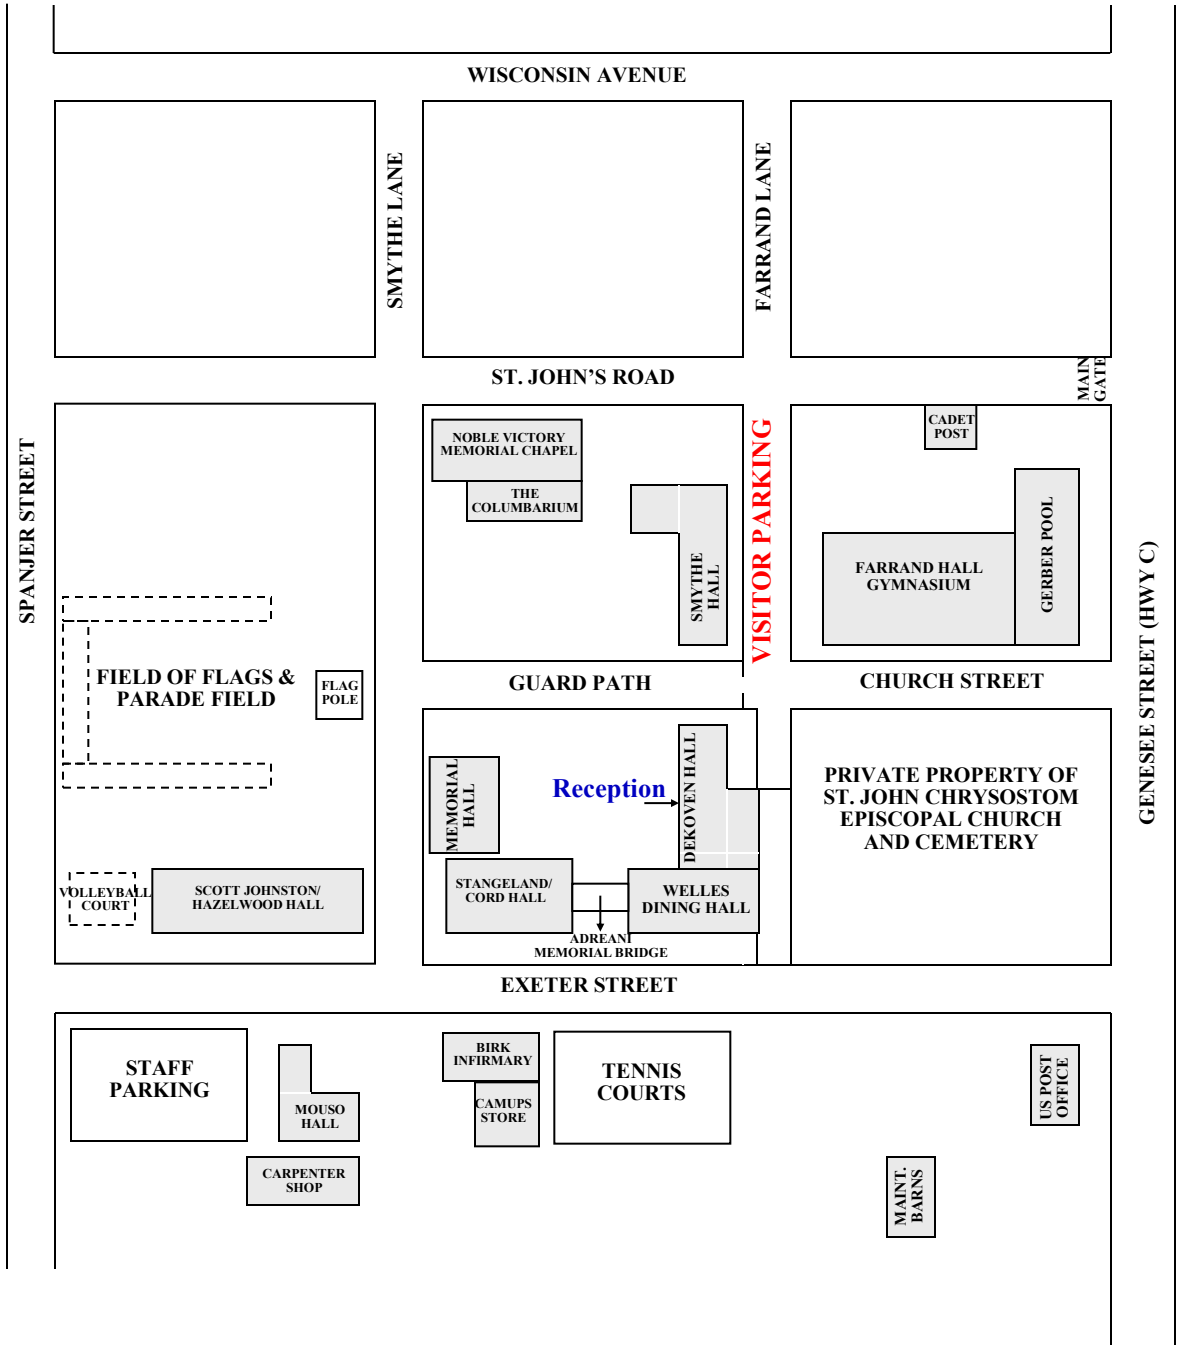 WISCONSIN AVENUE
SMYTHE LANE
FARRAND LANE
ST. JOHN'S ROAD
MAIN
GATE
SPANJER STREET
NOBLE VICTORY
MEMORIAL CHAPEL
THE
COLUMBARIUM
SMYTHE
HALL
VISITOR PARKING
CADET
POST
FARRAND HALL
GYMNASIUM
GERBER POOL
GENESEE STREET (HWY C)
FIELD OF FLAGS &
PARADE FIELD
FLAG
POLE
GUARD PATH
CHURCH STREET
MEMORIAL
HALL
Reception
DEKOVEN HALL
PRIVATE PROPERTY OF
ST. JOHN CHRYSOSTOM
EPISCOPAL CHURCH
AND CEMETERY
VOLLEYBALL
COURT
SCOTT JOHNSTON/
HAZELWOOD HALL
STANGELAND/
CORD HALL
WELLES
DINING HALL
ADREANI
MEMORIAL BRIDGE
EXETER STREET
STAFF
PARKING
MOUSO
HALL
CARPENTER
SHOP
BIRK
INFIRMARY
CAMUPS
STORE
TENNIS
COURTS
US POST
OFFICE
MAINT.
BARNS